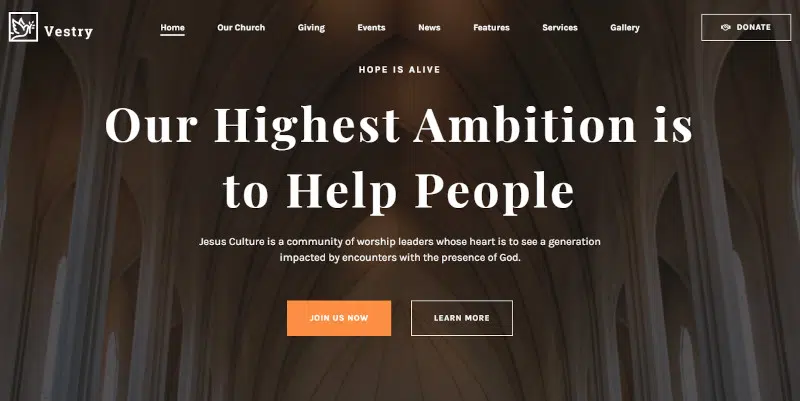 Vestry
Home
Our Church
Giving
Events
News
Features
Services
Gallery
DONATE
HOPE IS ALIVE
Our Highest Ambition is
to Help People
Jesus Culture is a community of worship leaders whose heart is to see a generation
impacted by encounters with the presence of God.
JOIN US NOW
LEARN MORE